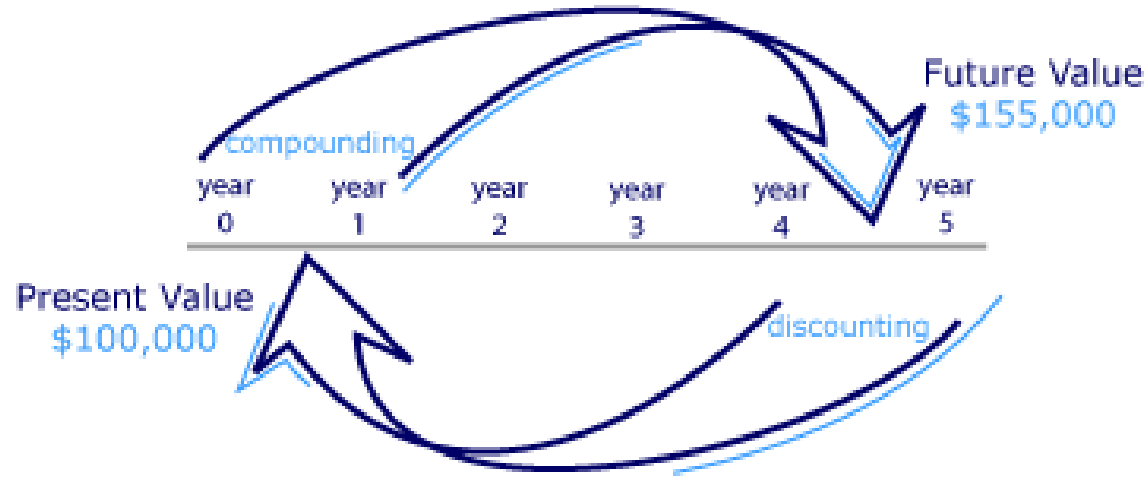 Future Value
$155,000
compounding
year year year year year year
0 1 2 3 4 5
Present Value
$100,000
discounting